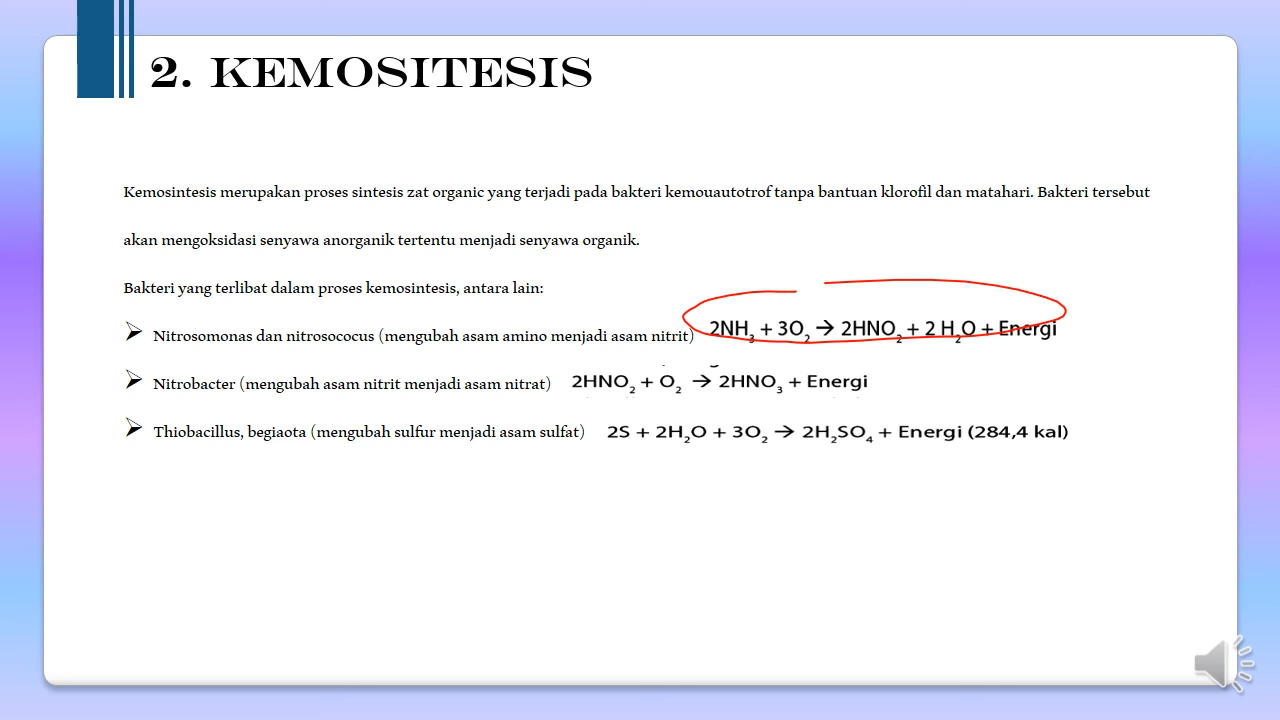 2. KEMOSITESIS
Kemosintesis merupakan proses sintesis zat organic yang terjadi pada bakteri kemouautotrof tanpa bantuan klorofil dan matahari. Bakteri tersebut
akan mengoksidasi senyawa anorganik tertentu menjadi senyawa organik.
Bakteri yang terlibat dalam proses kemosintesis, antara lain:
➢ Nitrosomonas dan nitrosococus (mengubah asam amino menjadi asam nitrit) 2NH₃ + 3O₂ → 2HNO₂ + 2 H₂O + Energi
➢ Nitrobacter (mengubah asam nitrit menjadi asam nitrat) 2HNO₂ + O₂ → 2HNO₃ + Energi
➢ Thiobacillus, begiaota (mengubah sulfur menjadi asam sulfat) 2S + 2H₂O + 3O₂ → 2H₂SO₄ + Energi (284,4 kal)